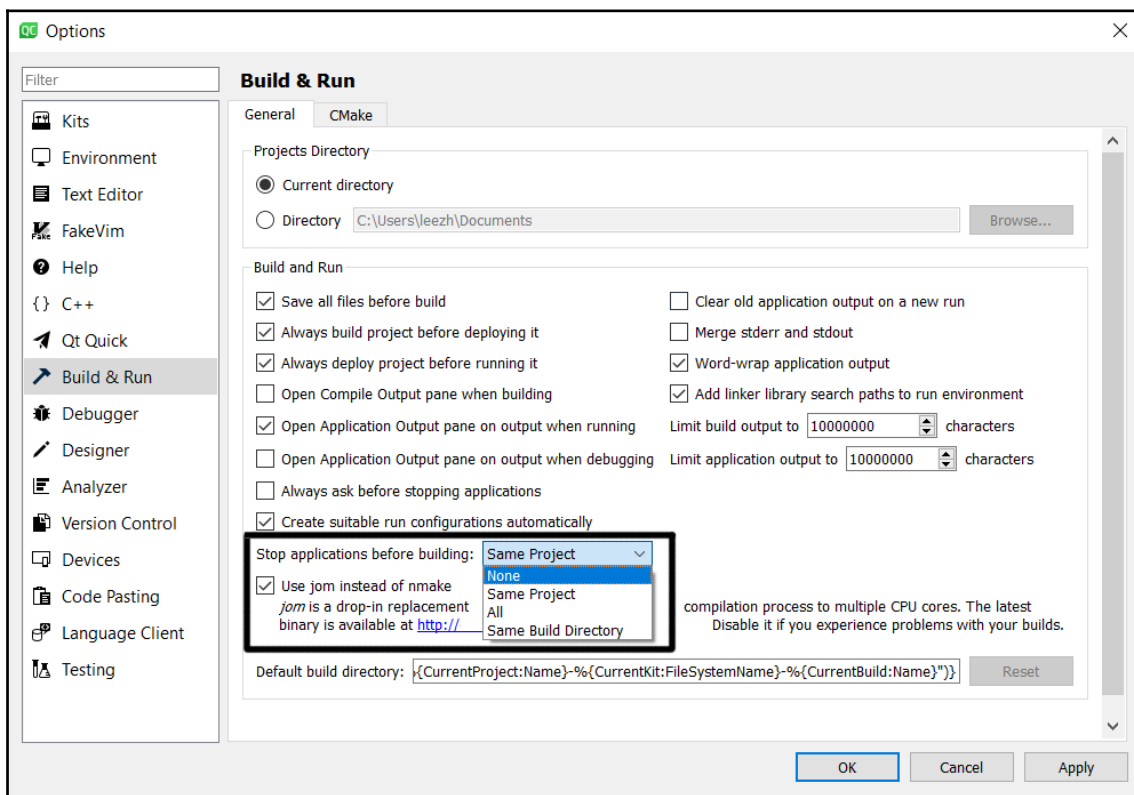 Options
Filter
Kits
Environment
Text Editor
FakeVim
Help
{} C++
Qt Quick
Build & Run
Debugger
Designer
Analyzer
Version Control
Devices
Code Pasting
Language Client
Testing
Build & Run
General CMake
Projects Directory
Current directory
Directory C:\Users\leezh\Documents Browse...
Build and Run
Save all files before build
Always build project before deploying it
Always deploy project before running it
Open Compile Output pane when building
Open Application Output pane on output when running
Open Application Output pane on output when debugging
Always ask before stopping applications
Create suitable run configurations automatically
Clear old application output on a new run
Merge stderr and stdout
Word-wrap application output
Add linker library search paths to run environment
Limit build output to 10000000 characters
Limit application output to 10000000 characters
Stop applications before building: Same Project
None
Same Project
All
Same Build Directory
Use jom instead of nmake
jom is a drop-in replacement compilation process to multiple CPU cores. The latest
binary is available at http:// Disable it if you experience problems with your builds.
Default build directory: {CurrentProject:Name}-%{CurrentKit:FileSystemName}-%{CurrentBuild:Name}")} Reset
OK Cancel Apply